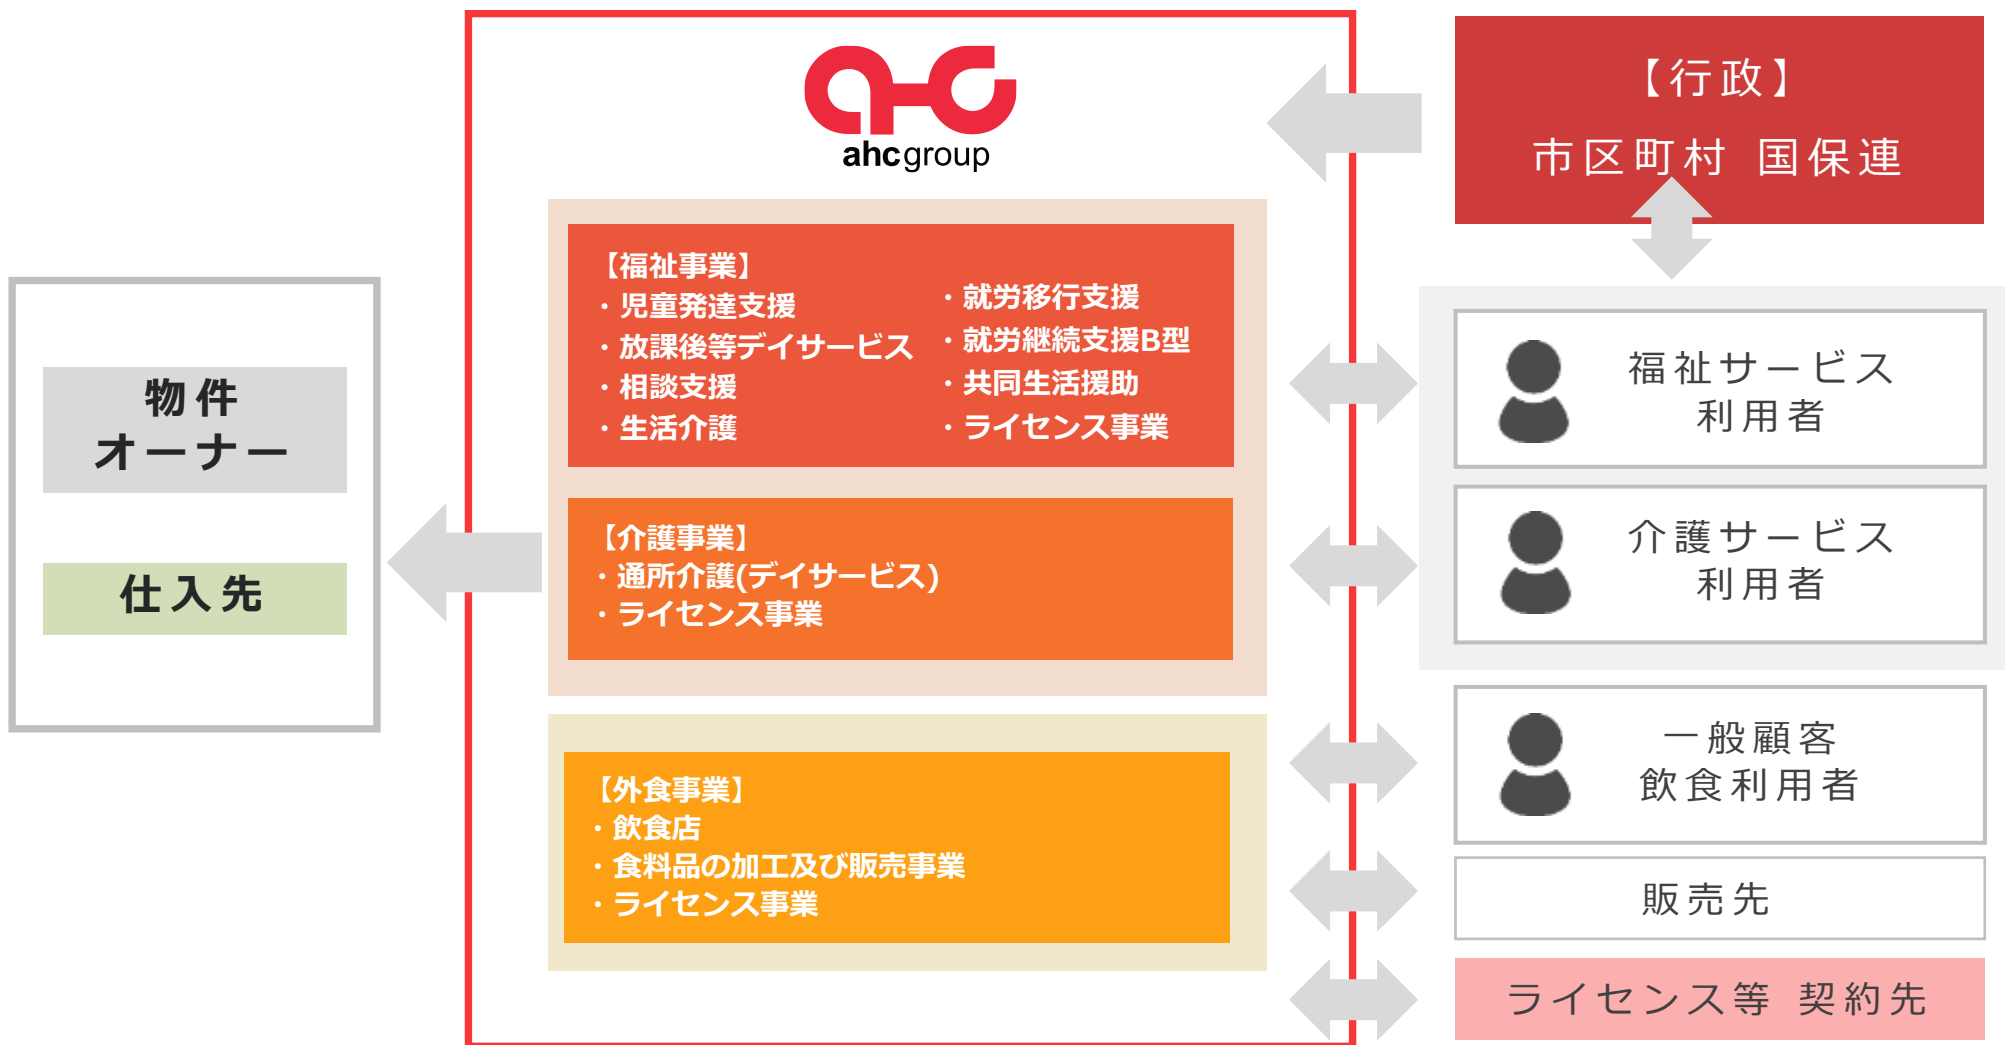 ahcgroup
【行政】
市区町村 国保連
物件
オーナー
仕入先
【福祉事業】
・児童発達支援
・放課後等デイサービス
・相談支援
・生活介護
・就労移行支援
・就労継続支援B型
・共同生活援助
・ライセンス事業
【介護事業】
・通所介護(デイサービス)
・ライセンス事業
【外食事業】
・飲食店
・食料品の加工及び販売事業
・ライセンス事業
福祉サービス
利用者
介護サービス
利用者
一般顧客
飲食利用者
販売先
ライセンス等 契約先